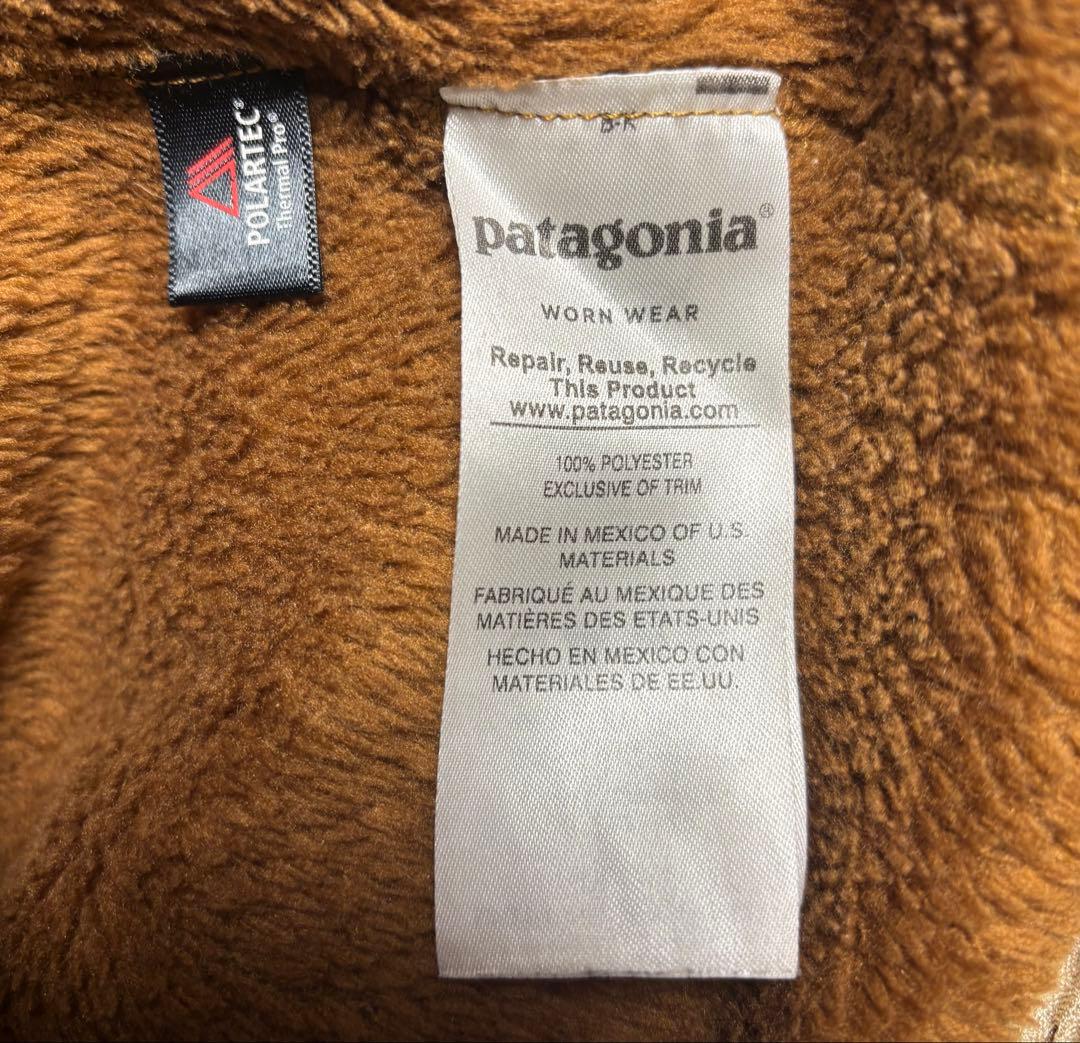 POLARTEC®
Thermal Pro®
patagonia®
WORN WEAR
Repair, Reuse, Recycle
This Product
www.patagonia.com
100% POLYESTER
EXCLUSIVE OF TRIM
MADE IN MEXICO OF U.S.
MATERIALS
FABRIQUÉ AU MEXIQUE DES
MATIÈRES DES ETATS-UNIS
HECHO EN MEXICO CON
MATERIALES DE EE.UU.